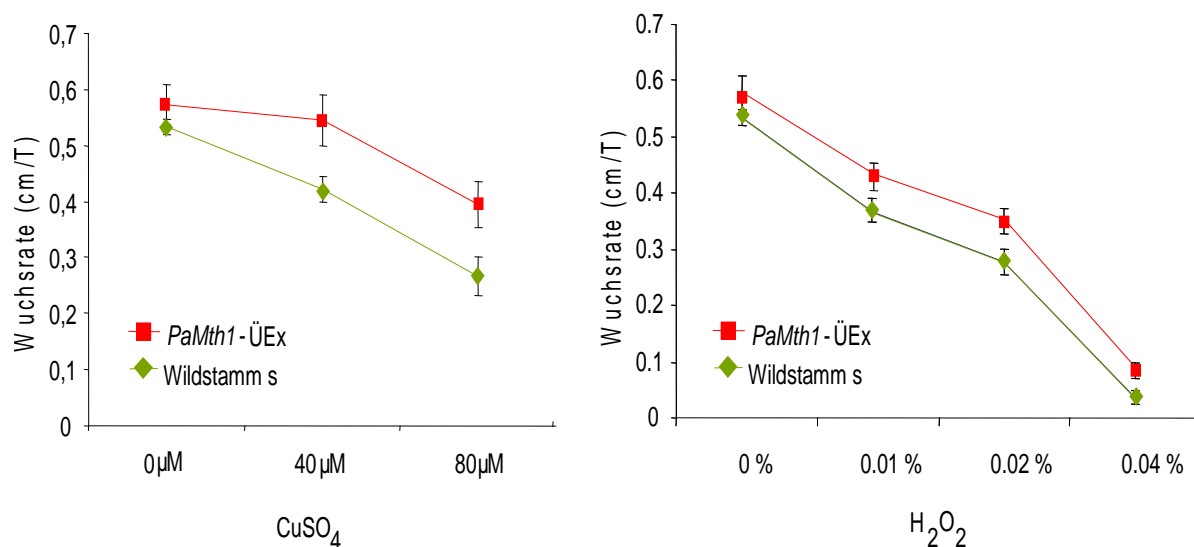 Wuchsrate (cm/T)
0,7
0,6
0,5
0,4
0,3
0,2
0,1
0
PaMth1-ÜEx
Wildstamm s
0µM
40µM
80µM
CuSO4
Wuchsrate (cm/T)
0.7
0.6
0.5
0.4
0.3
0.2
0.1
0
PaMth1-ÜEx
Wildstamm s
0 %
0.01 %
0.02 %
0.04 %
H2O2